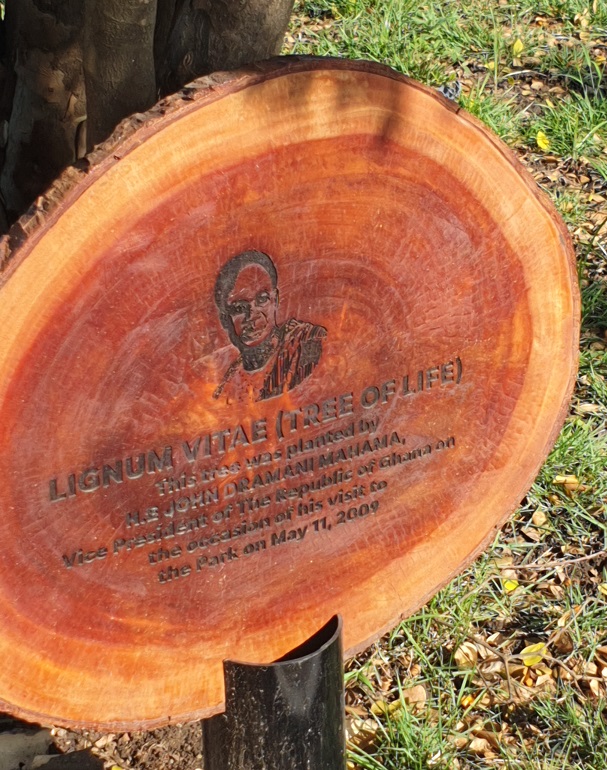 LIGNUM VITAE (TREE OF LIFE)
This tree was planted by
H.E JOHN DRAMANI MAHAMA,
Vice President of The Republic of Ghana on
the occasion of his visit to
the Park on May 11, 2009